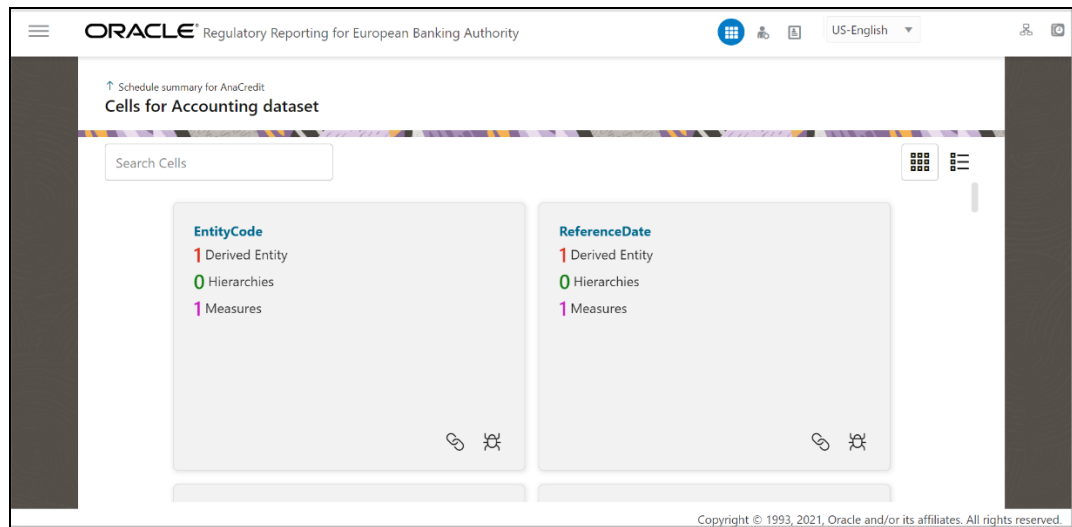 ORACLE® Regulatory Reporting for European Banking Authority
US-English
↑ Schedule summary for AnaCredit
Cells for Accounting dataset
Search Cells
EntityCode
1 Derived Entity
0 Hierarchies
1 Measures
ReferenceDate
1 Derived Entity
0 Hierarchies
1 Measures
Copyright © 1993, 2021, Oracle and/or its affiliates. All rights reserved.